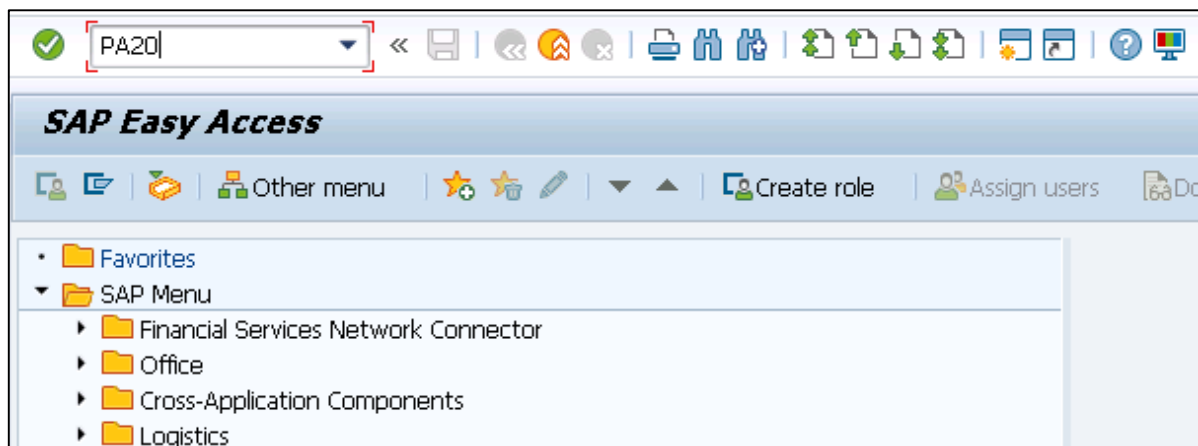 PA20
SAP Easy Access
Other menu Create role Assign users Do
Favorites
SAP Menu
Financial Services Network Connector
Office
Cross-Application Components
Logistics